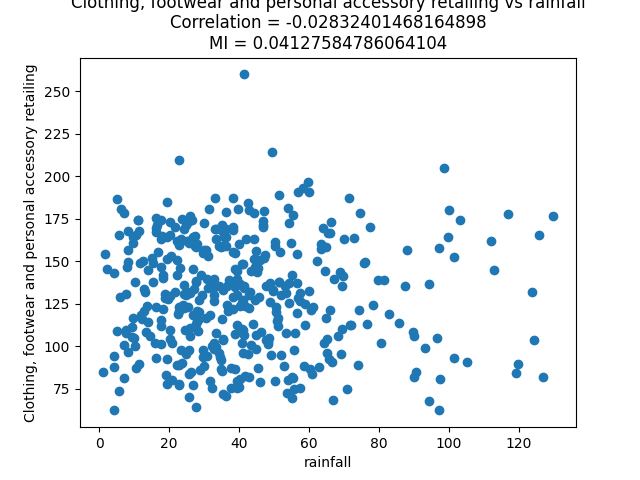 Clothing, footwear and personal accessory retailing vs rainfall
Correlation = -0.02832401468164898
MI = 0.04127584786064104
Clothing, footwear and personal accessory retailing
250
225
200
175
150
125
100
75
0 20 40 60 80 100 120
rainfall